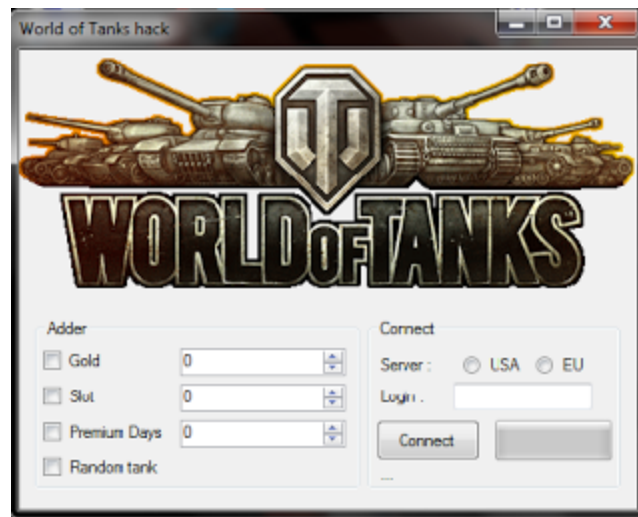 World of Tanks hack
WORLD OF TANKS
Adder
Gold 0
Slot 0
Premium Days 0
Random tank
Connect
Server : USA EU
Login :
Connect
....